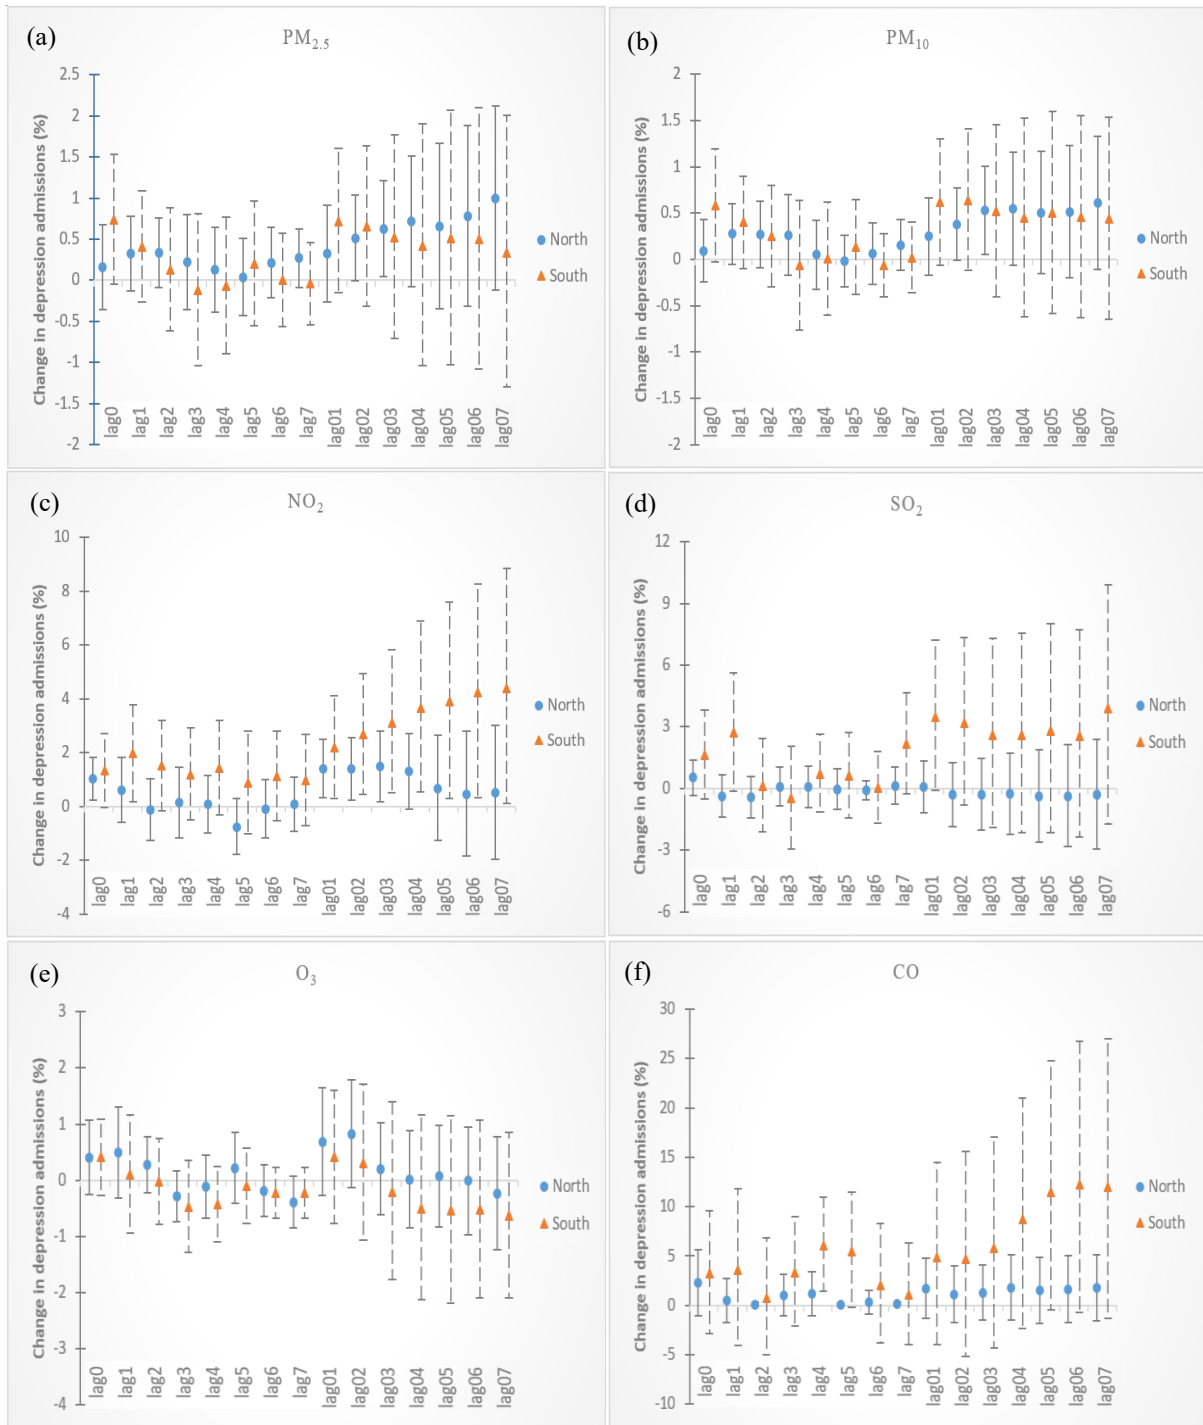 (a)
PM2.5
Change in depression admissions (%)
2.5
2
1.5
1
0.5
0
-0.5
-1
-1.5
-2
lag0 lag1 lag2 lag3 lag4 lag5 lag6 lag7 lag01 lag02 lag03 lag04 lag05 lag06 lag07
North
South
(b)
PM10
Change in depression admissions (%)
2
1.5
1
0.5
0
-0.5
-1
-1.5
-2
lag0 lag1 lag2 lag3 lag4 lag5 lag6 lag7 lag01 lag02 lag03 lag04 lag05 lag06 lag07
North
South
(c)
NO2
Change in depression admissions (%)
10
8
6
4
2
0
-2
-4
lag0 lag1 lag2 lag3 lag4 lag5 lag6 lag7 lag01 lag02 lag03 lag04 lag05 lag06 lag07
North
South
(d)
SO2
Change in depression admissions (%)
12
9
6
3
0
-3
-6
lag0 lag1 lag2 lag3 lag4 lag5 lag6 lag7 lag01 lag02 lag03 lag04 lag05 lag06 lag07
North
South
(e)
O3
Change in depression admissions (%)
3
2
1
0
-1
-2
-3
-4
lag0 lag1 lag2 lag3 lag4 lag5 lag6 lag7 lag01 lag02 lag03 lag04 lag05 lag06 lag07
North
South
(f)
CO
Change in depression admissions (%)
30
25
20
15
10
5
0
-5
-10
lag0 lag1 lag2 lag3 lag4 lag5 lag6 lag7 lag01 lag02 lag03 lag04 lag05 lag06 lag07
North
South